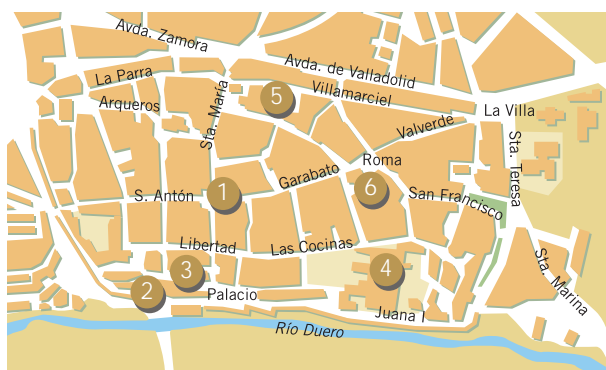 Avda. Zamora
Avda. de Valladolid
La Parra
Villamarciel
5
Arqueros
Sta. María
La Villa
Valverde
Sta. Teresa
Roma
Garabato
6
1
S. Antón
San Francisco
Libertad
Las Cocinas
3
4
Sta. Marina
2
Palacio
Juana I
Río Duero